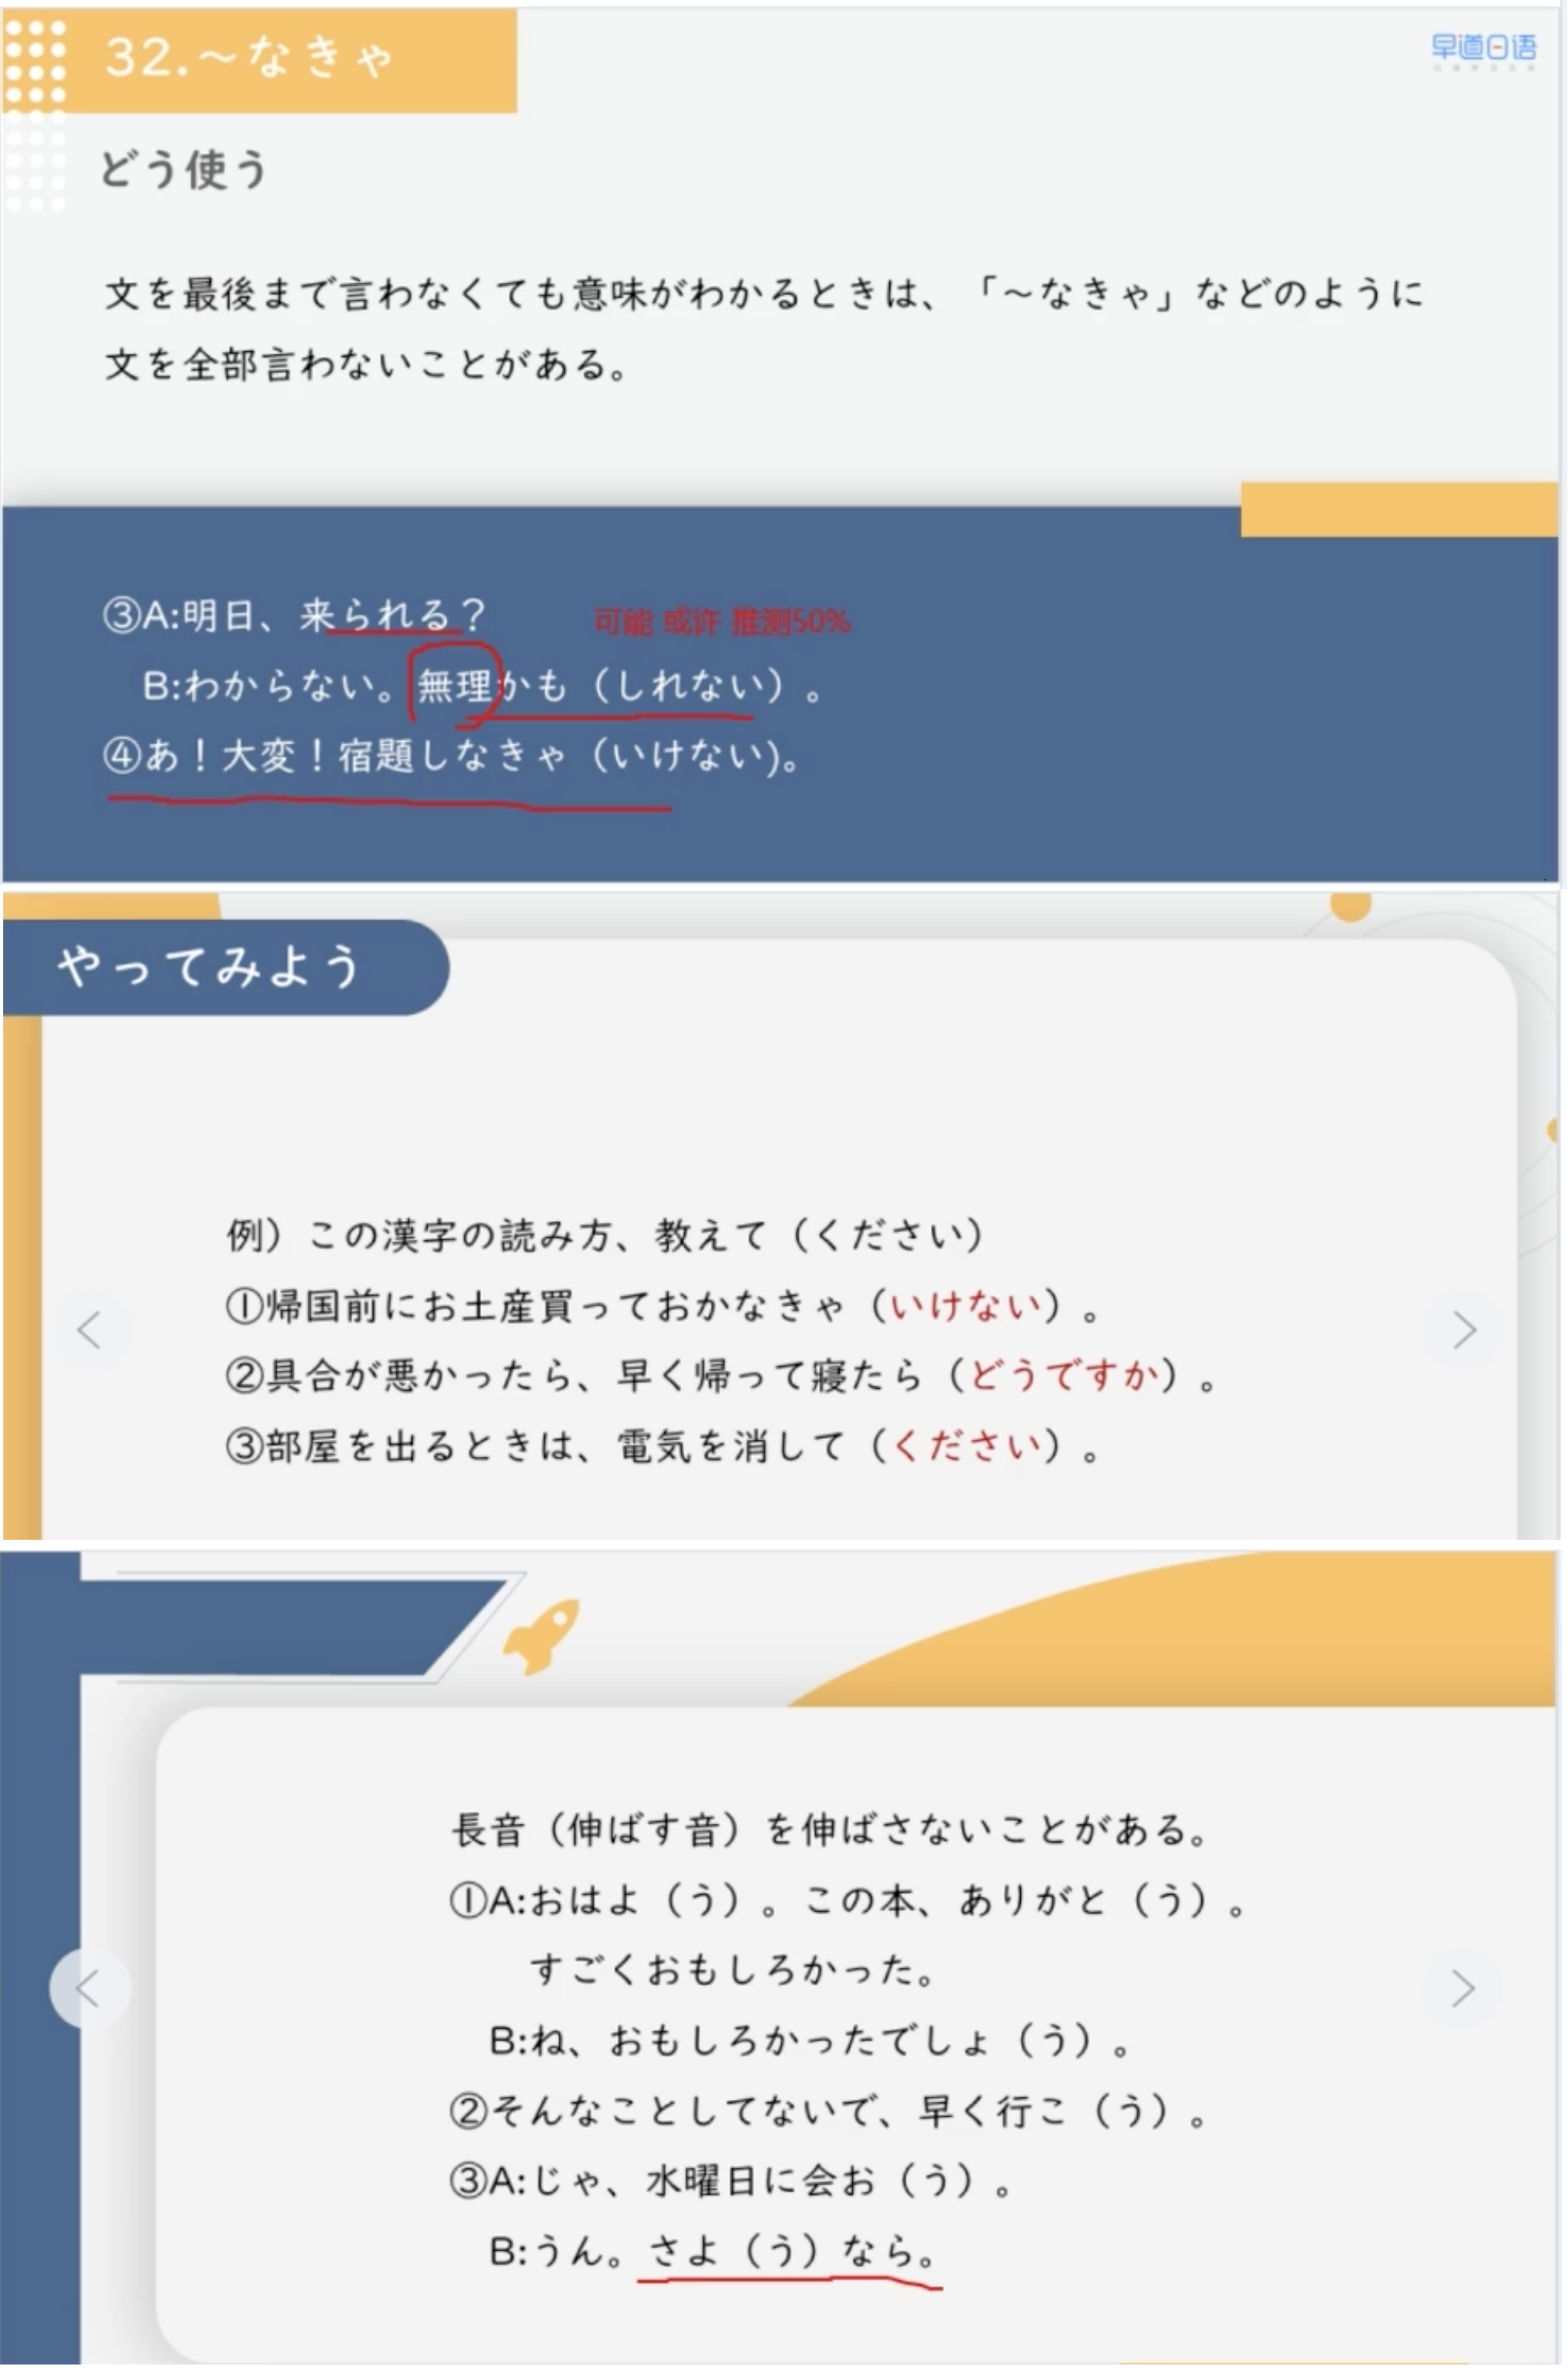 32.～なきゃ
早道日语
どう使う
文を最後まで言わなくても意味がわかるときは、「～なきゃ」などのように
文を全部言わないことがある。
③A:明日、来られる？
可能 或许 推测50%
B:わからない。無理かも（しれない）。
④あ！大変！宿題しなきゃ（いけない)。
やってみよう
例）この漢字の読み方、教えて（ください）
①帰国前にお土産買っておかなきゃ（いけない）。
②具合が悪かったら、早く帰って寝たら（どうですか）。
③部屋を出るときは、電気を消して（ください）。
長音（伸ばす音）を伸ばさないことがある。
①A:おはよ（う）。この本、ありがと（う）。
すごくおもしろかった。
B:ね、おもしろかったでしょ（う）。
②そんなことしてないで、早く行こ（う）。
③A:じゃ、水曜日に会お（う）。
B:うん。さよ（う）なら。